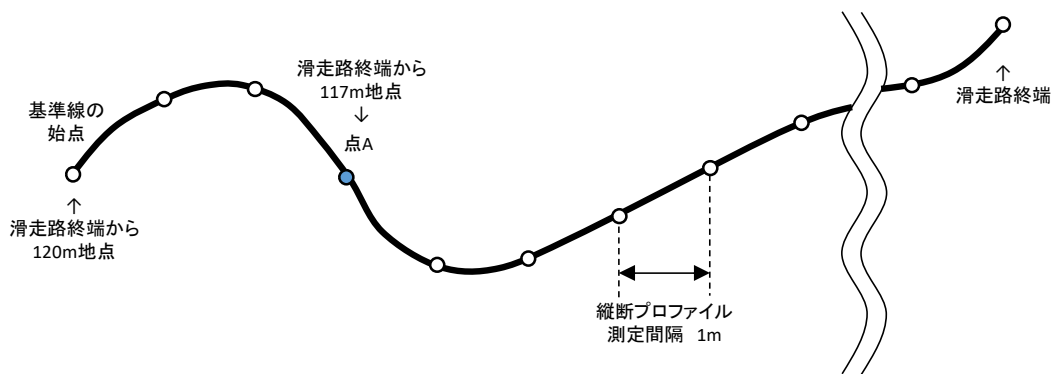 滑走路終端から
117m地点
↓
点A
基準線の
始点
↑
滑走路終端から
120m地点
↑
滑走路終端
縦断プロファイル
測定間隔 1m